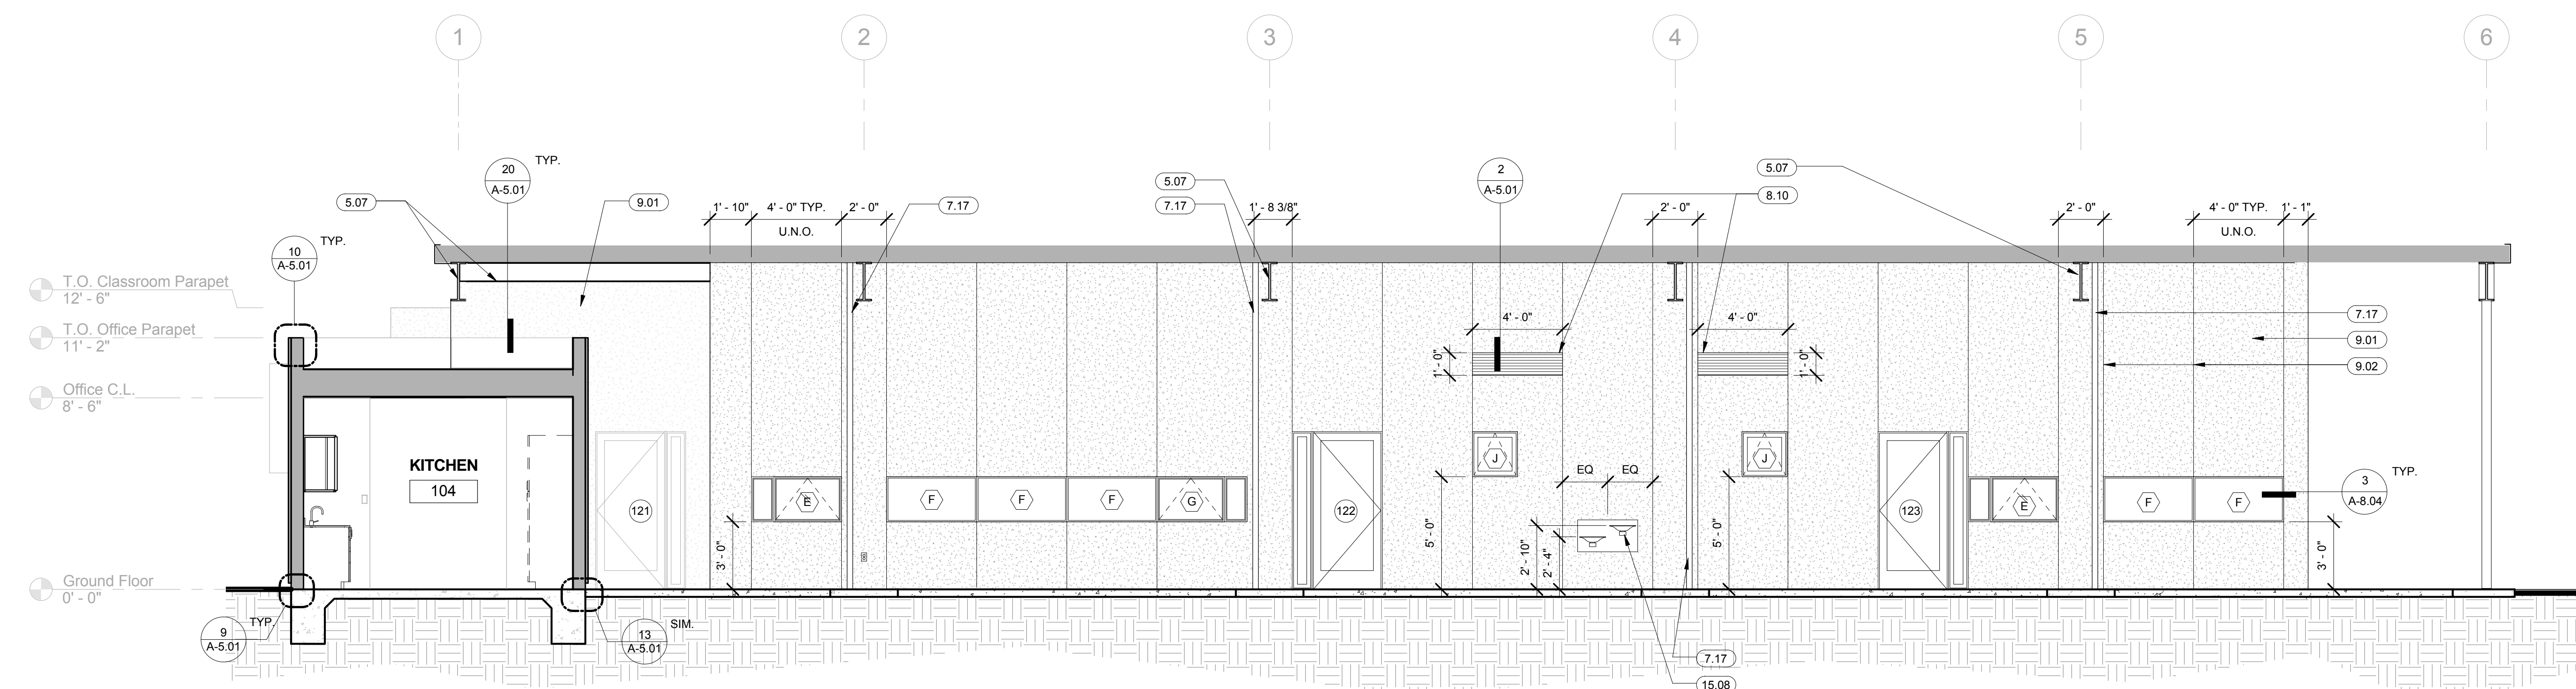 1
2
3
4
5
6
20
A-5.01
TYP.
2
A-5.01
5.07
5.07
5.07
9.01
7.17
7.17
8.10
1' - 10"
4' - 0" TYP.
U.N.O.
2' - 0"
1' - 8 3/8"
2' - 0"
2' - 0"
4' - 0" TYP.
U.N.O.
1' - 1"
10
A-5.01
TYP.
T.O. Classroom Parapet
12' - 6"
T.O. Office Parapet
11' - 2"
Office C.L.
8' - 6"
Ground Floor
0' - 0"
4' - 0"
4' - 0"
1' - 0"
1' - 0"
7.17
9.01
9.02
KITCHEN
104
121
122
123
E
F
F
F
G
J
J
E
F
F
EQ
EQ
3' - 0"
5' - 0"
2' - 10"
2' - 4"
5' - 0"
3' - 0"
3
A-8.04
TYP.
9
A-5.01
TYP.
13
A-5.01
SIM.
7.17
15.08